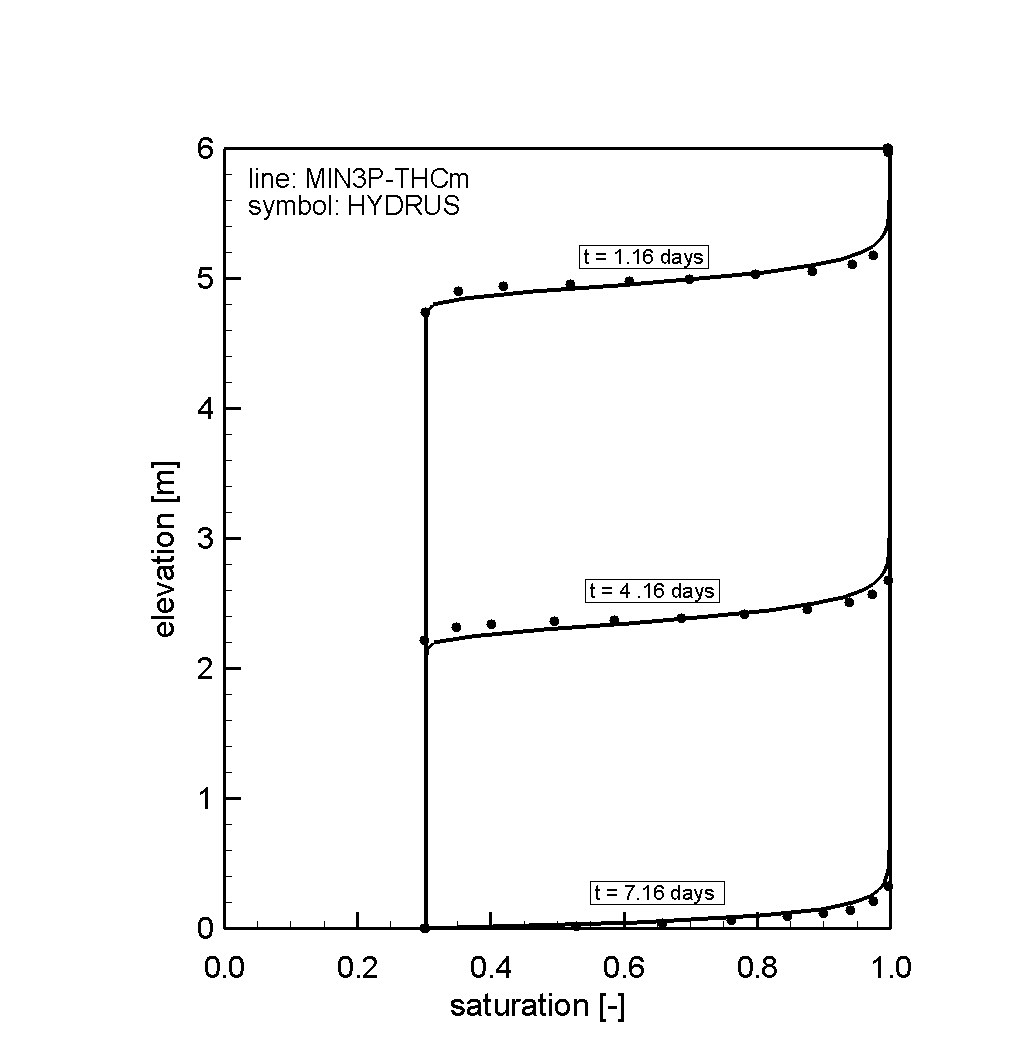 6
line: MIN3P-THCm
symbol: HYDRUS
t = 1.16 days
5
4
elevation [m]
3
t = 4 .16 days
2
1
t = 7.16 days
0
0.0 0.2 0.4 0.6 0.8 1.0
saturation [-]